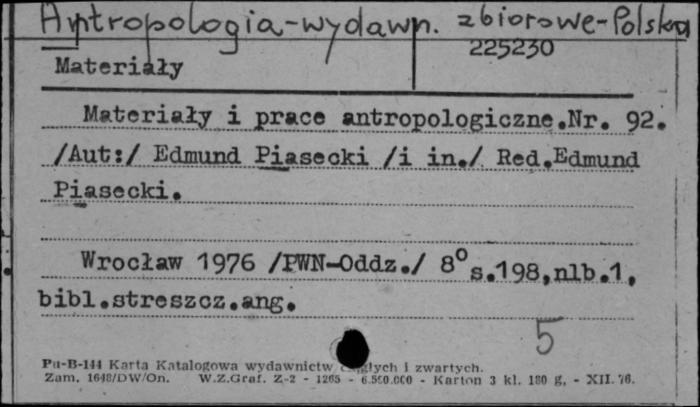 Antropologia-wydawn. zbiorowe-Polska
225230
Materiały
Materiały i prace antropologiczne.Nr. 92.
/Aut:/ Edmund Piasecki /i in./ Red.Edmund
Piasecki.
Wrocław 1976 /PWN-Oddz./ 8° s.198,nlb.1,
bibl.streszcz.ang.
5
Pu-B-144 Karta Katalogowa wydawnictw ciągłych i zwartych.
Zam. 1648/DW/On. W.Z.Graf. Z-2 - 1265 - 6.550.000 - Karton 3 kl. 180 g, - XII. 76.